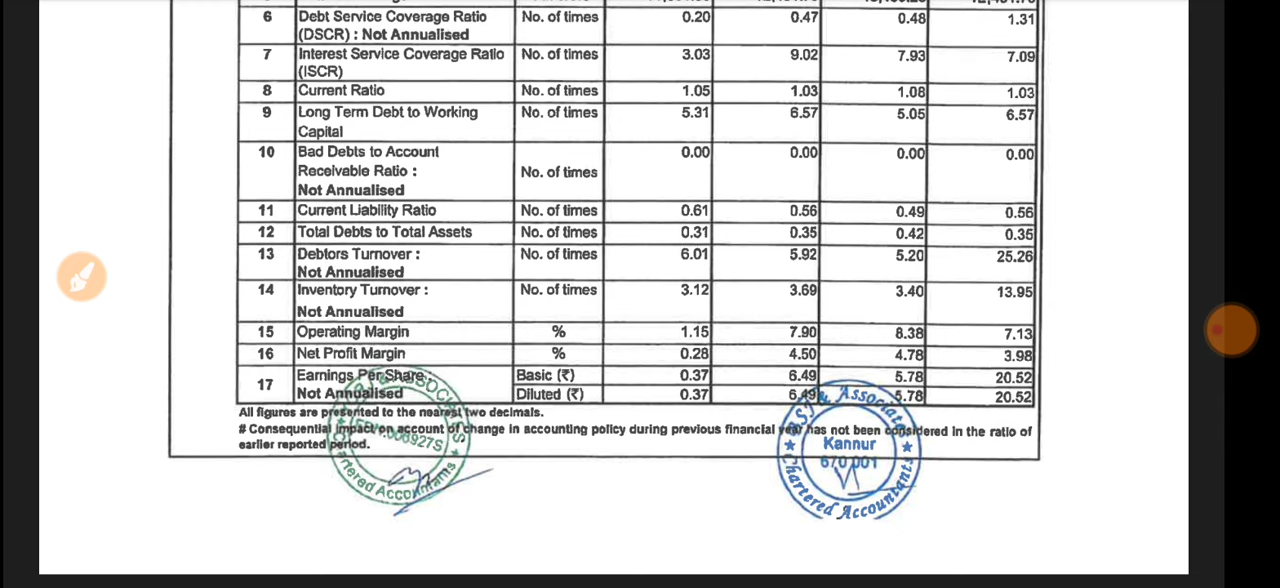 6 Debt Service Coverage Ratio No. of times 0.20 0.47 0.48 1.31
(DSCR) : Not Annualised
7 Interest Service Coverage Ratio No. of times 3.03 9.02 7.93 7.09
(ISCR)
8 Current Ratio No. of times 1.05 1.03 1.08 1.03
9 Long Term Debt to Working No. of times 5.31 6.57 5.05 6.57
Capital
10 Bad Debts to Account 0.00 0.00 0.00 0.00
Receivable Ratio : No. of times
Not Annualised
11 Current Liability Ratio No. of times 0.61 0.56 0.49 0.56
12 Total Debts to Total Assets No. of times 0.31 0.35 0.42 0.35
13 Debtors Turnover : No. of times 6.01 5.92 5.20 25.26
Not Annualised
14 Inventory Turnover : No. of times 3.12 3.69 3.40 13.95
Not Annualised
15 Operating Margin % 1.15 7.90 8.38 7.13
16 Net Profit Margin % 0.28 4.50 4.78 3.98
17 Earnings Per Share : Basic (₹) 0.37 6.49 5.78 20.52
Not Annualised Diluted (₹) 0.37 6.49 5.78 20.52
All figures are presented to the nearest two decimals.
# Consequential impact on account of change in accounting policy during previous financial year has not been considered in the ratio of
earlier reported period.
Chartered Accountants
& Associates
Kannur
670 001
Chartered Accountants